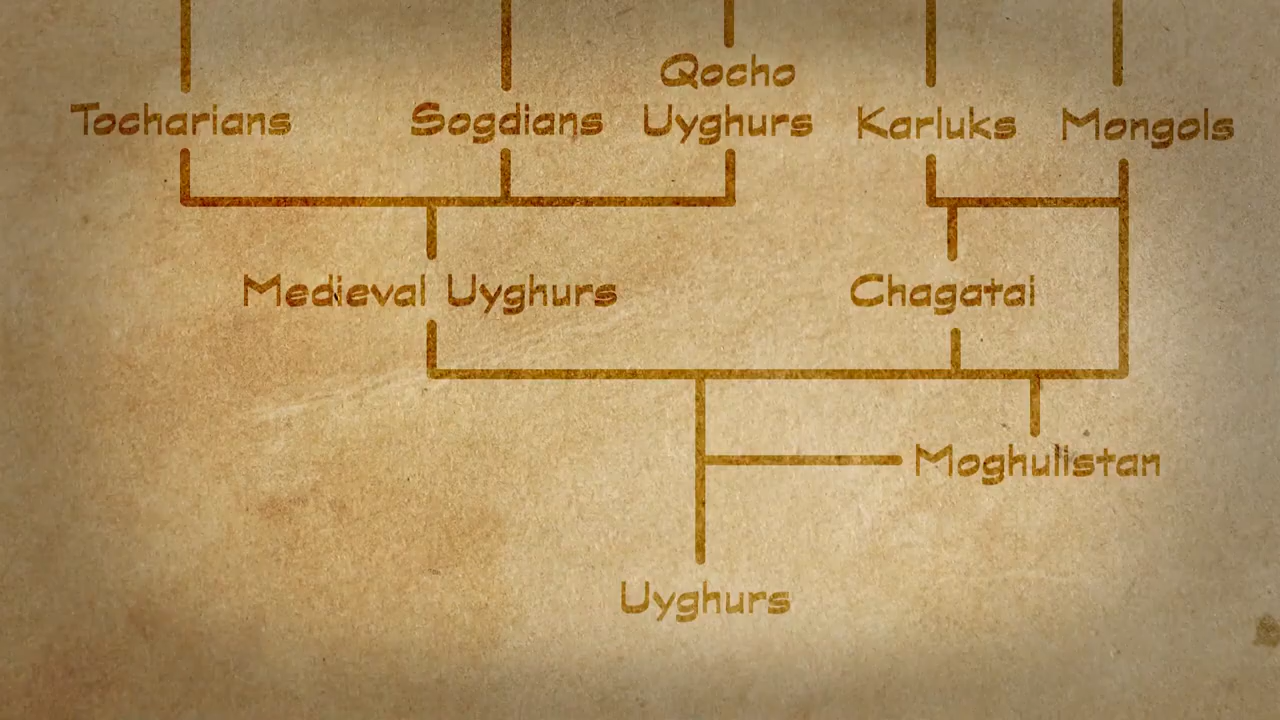 Qocho
Tocharians Sogdians Uyghurs Karluks Mongols
Medieval Uyghurs Chagatai
Moghulistan
Uyghurs